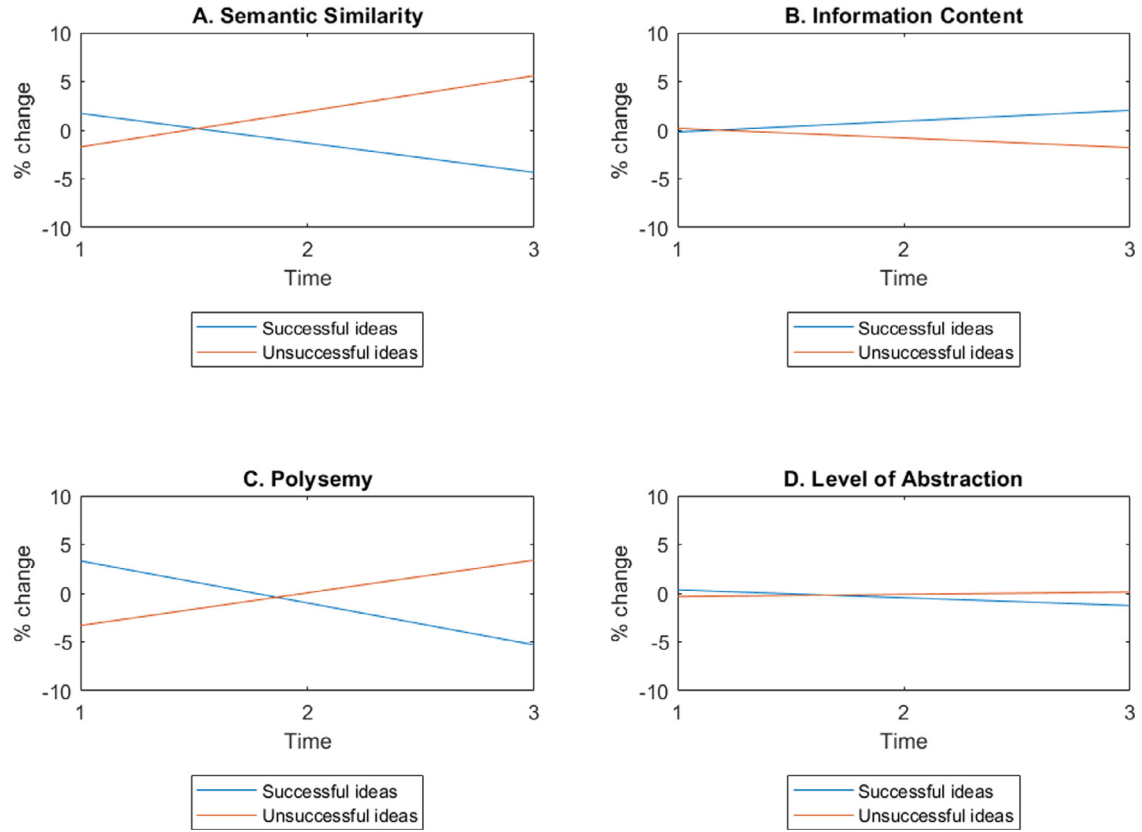 A. Semantic Similarity
10
5
0
-5
-10
% change
1 2 3
Time
Successful ideas
Unsuccessful ideas
B. Information Content
10
5
0
-5
-10
% change
1 2 3
Time
Successful ideas
Unsuccessful ideas
C. Polysemy
10
5
0
-5
-10
% change
1 2 3
Time
Successful ideas
Unsuccessful ideas
D. Level of Abstraction
10
5
0
-5
-10
% change
1 2 3
Time
Successful ideas
Unsuccessful ideas